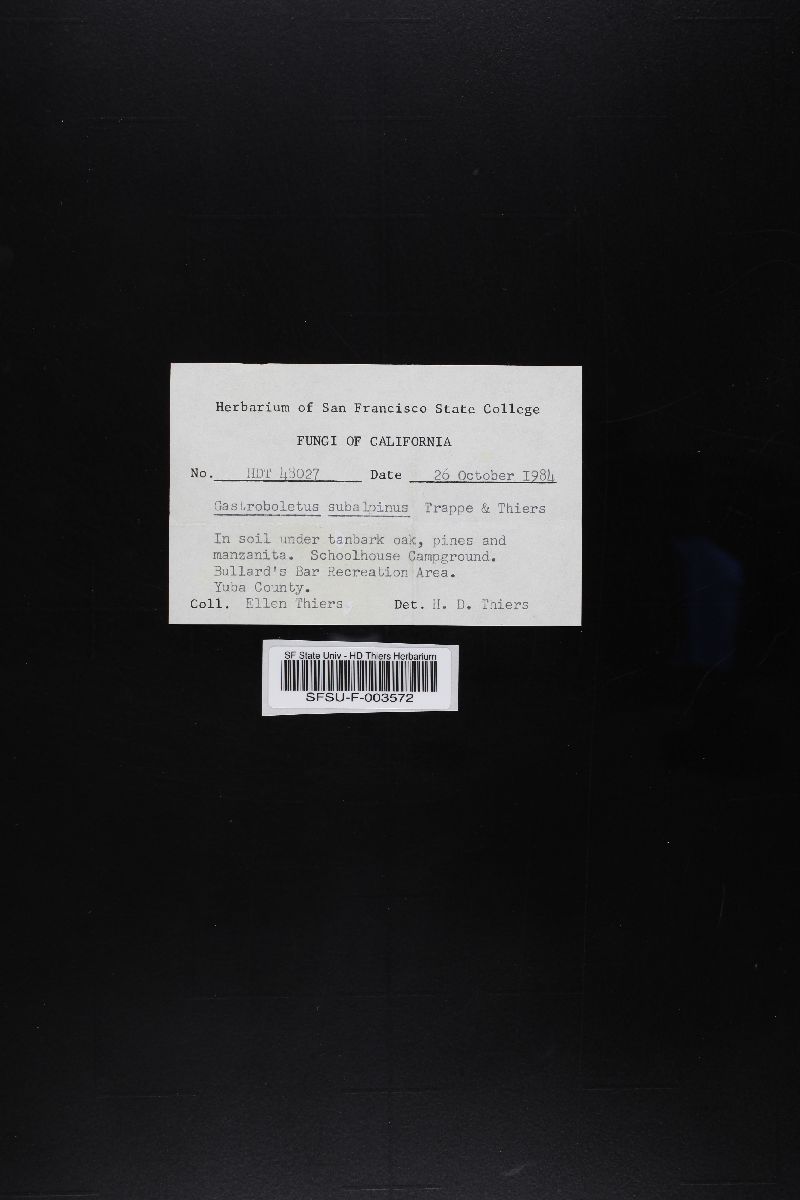 Herbarium of San Francisco State College
FUNGI OF CALIFORNIA
No. HDT 48027 Date 26 October 1984
Gastroboletus subalpinus Trappe & Thiers
In soil under tanbark oak, pines and
manzanita. Schoolhouse Campground.
Bullard's Bar Recreation Area.
Yuba County.
Coll. Ellen Thiers Det. H. D. Thiers
SF State Univ - HD Thiers Herbarium
SFSU-F-003572